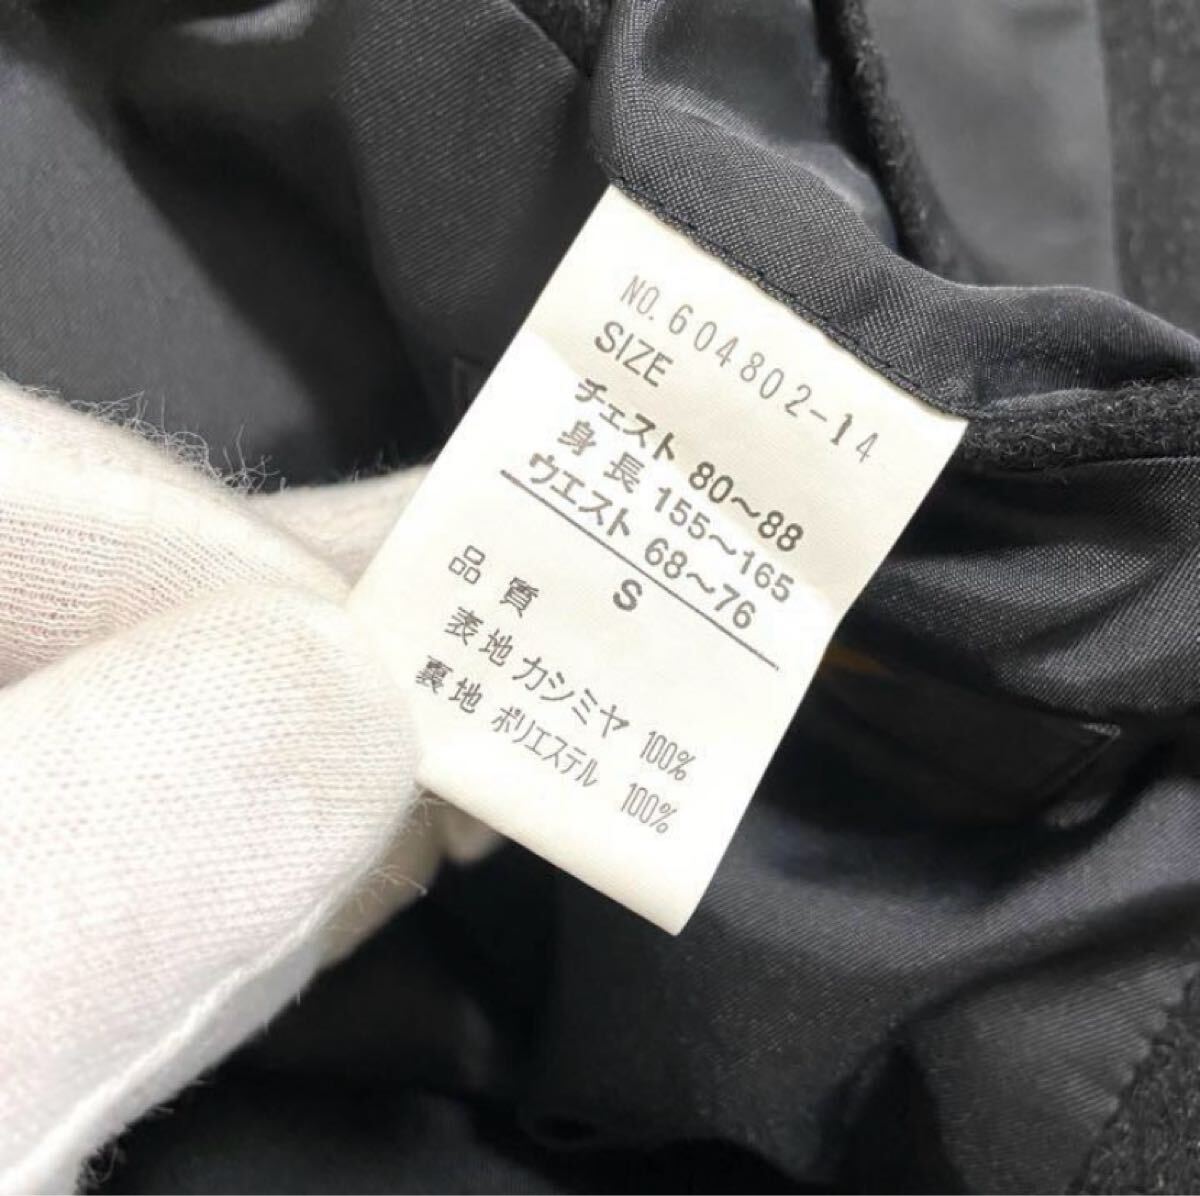 NO.604802-14
SIZE
チェスト 80〜88
身長 155〜165
ウエスト 68〜76
S
品質
表地 カシミヤ 100%
裏地 ポリエステル 100%